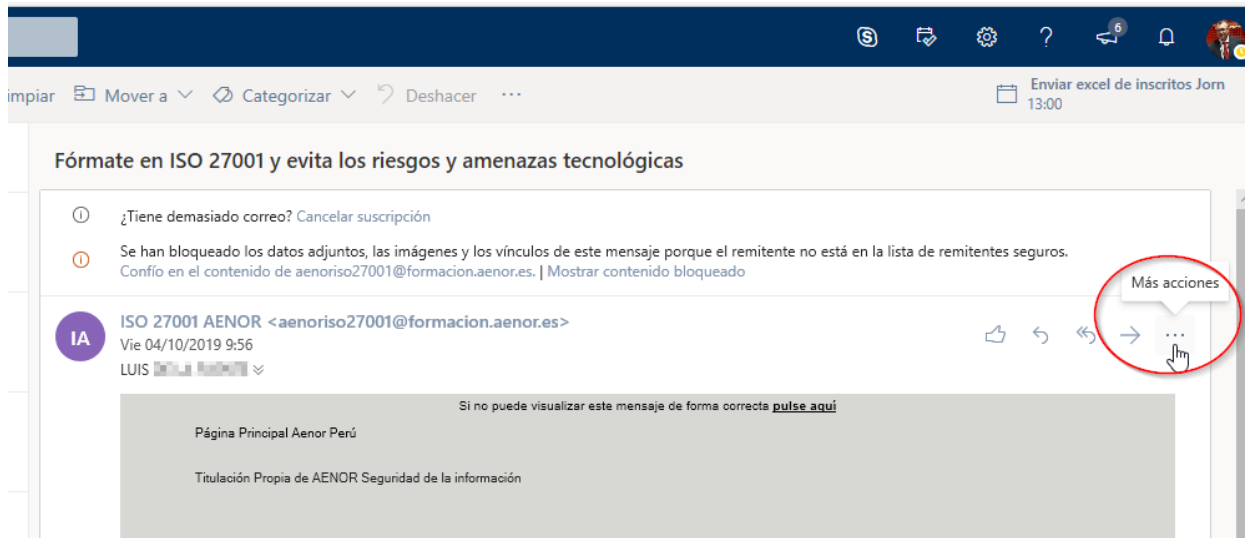 6
impiar Mover a Categorizar Deshacer ...
Enviar excel de inscritos Jorn
13:00
Fórmate en ISO 27001 y evita los riesgos y amenazas tecnológicas
¿Tiene demasiado correo? Cancelar suscripción
Se han bloqueado los datos adjuntos, las imágenes y los vínculos de este mensaje porque el remitente no está en la lista de remitentes seguros.
Confío en el contenido de aenoriso27001@formacion.aenor.es. | Mostrar contenido bloqueado
Más acciones
IA
ISO 27001 AENOR <aenoriso27001@formacion.aenor.es>
Vie 04/10/2019 9:56
LUIS
Si no puede visualizar este mensaje de forma correcta pulse aquí
Página Principal Aenor Perú
Titulación Propia de AENOR Seguridad de la información